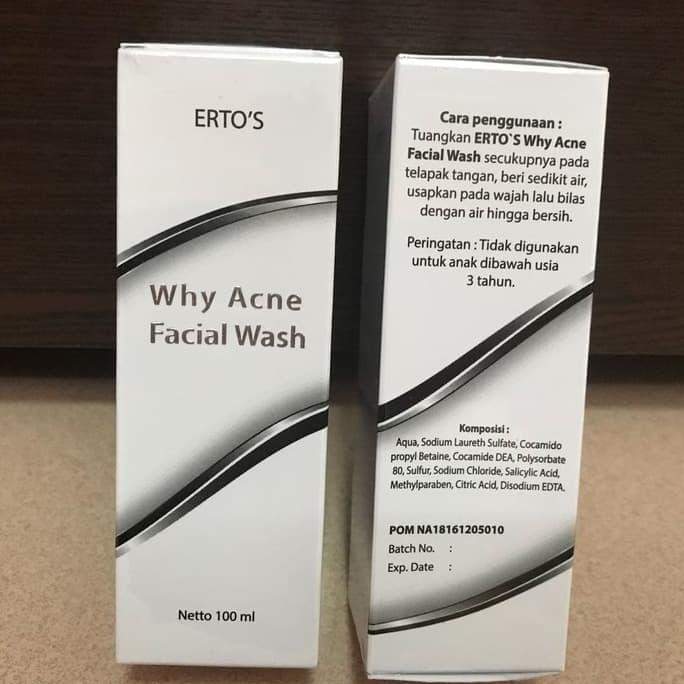 ERTO'S
Why Acne
Facial Wash
Netto 100 ml
Cara penggunaan :
Tuangkan ERTO`S Why Acne
Facial Wash secukupnya pada
telapak tangan, beri sedikit air,
usapkan pada wajah lalu bilas
dengan air hingga bersih.
Peringatan : Tidak digunakan
untuk anak dibawah usia
3 tahun.
Komposisi :
Aqua, Sodium Laureth Sulfate, Cocamido
propyl Betaine, Cocamide DEA, Polysorbate
80, Sulfur, Sodium Chloride, Salicylic Acid,
Methylparaben, Citric Acid, Disodium EDTA.
POM NA18161205010
Batch No. :
Exp. Date :